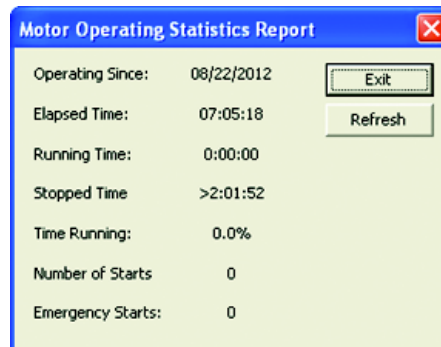 Motor Operating Statistics Report
Operating Since: 08/22/2012 Exit
Elapsed Time: 07:05:18 Refresh
Running Time: 0:00:00
Stopped Time >2:01:52
Time Running: 0.0%
Number of Starts 0
Emergency Starts: 0